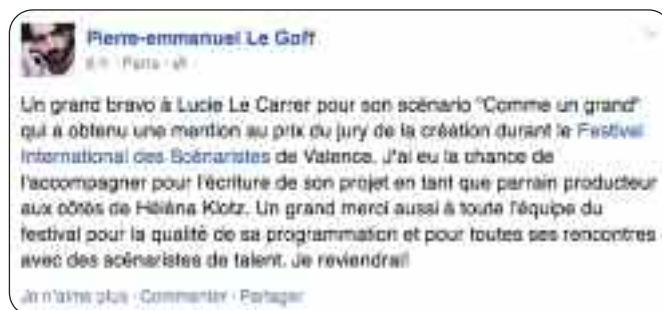 Pierre-emmanuel Le Goff
Paris
Un grand bravo à Lucie Le Carrer pour son scénario "Comme un grand"
qui a obtenu une mention au prix du jury de la création durant le Festival
International des Scénaristes de Valence. J'ai eu la chance de
l'accompagner pour l'écriture de son projet en tant que parrain producteur
aux côtés de Héléna Klotz. Un grand merci aussi à toute l'équipe du
festival pour la qualité de sa programmation et pour toutes ses rencontres
avec des scénaristes de talent. Je reviendrai!
Je n'aime plus · Commenter · Partager